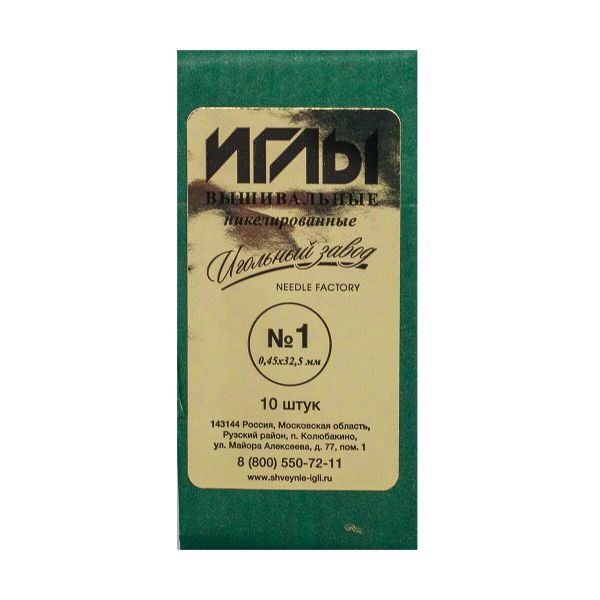 ИГЛЫ
ВЫШИВАЛЬНЫЕ
никелированные
Игольный завод
NEEDLE FACTORY
№1
0,45х32,5 мм
10 штук
143144 Россия, Московская область,
Рузский район, п. Колюбакино,
ул. Майора Алексеева, д. 77, пом. 1
8 (800) 550-72-11
www.shveynie-igli.ru